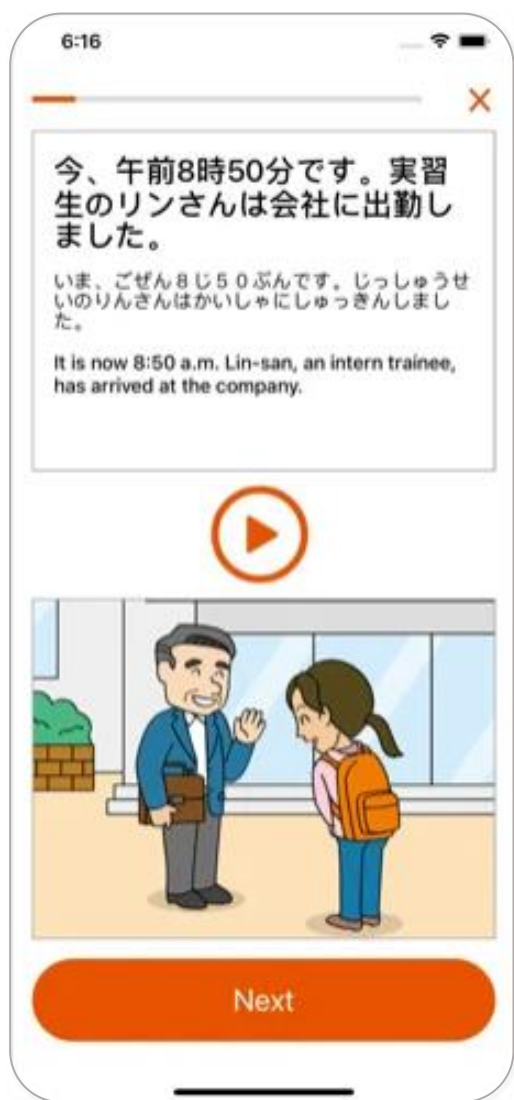 6:16
今、午前8時50分です。実習
生のリンさんは会社に出勤し
ました。
いま、ごぜん8じ50ぶんです。じっしゅうせ
いのりんさんはかいしゃにしゅっきんしまし
た。
It is now 8:50 a.m. Lin-san, an intern trainee,
has arrived at the company.
Next